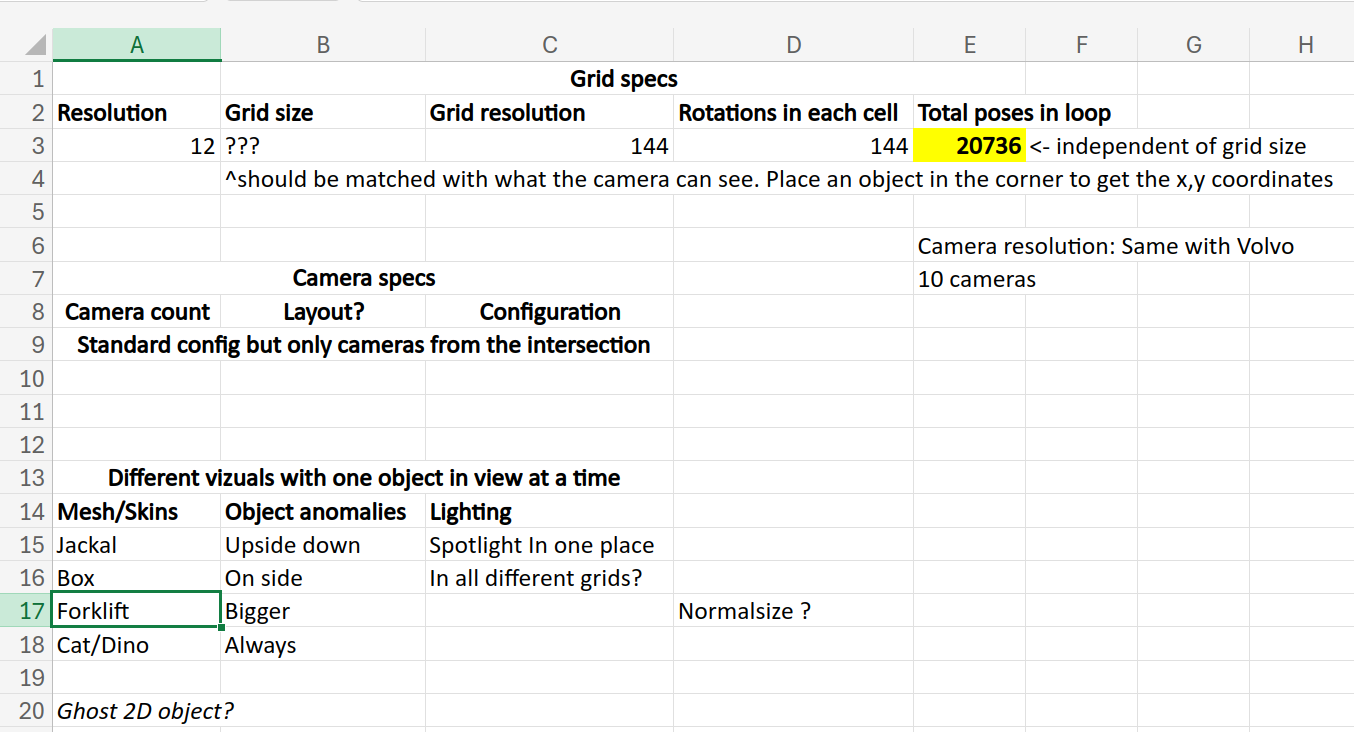 A B C D E F G H
1 Grid specs
2 Resolution Grid size Grid resolution Rotations in each cell Total poses in loop
3 12 ??? 144 144 20736 <- independent of grid size
4 ^should be matched with what the camera can see. Place an object in the corner to get the x,y coordinates
5
6 Camera resolution: Same with Volvo
7 Camera specs 10 cameras
8 Camera count Layout? Configuration
9 Standard config but only cameras from the intersection
10
11
12
13 Different vizuals with one object in view at a time
14 Mesh/Skins Object anomalies Lighting
15 Jackal Upside down Spotlight In one place
16 Box On side In all different grids?
17 Forklift Bigger Normalsize ?
18 Cat/Dino Always
19
20 Ghost 2D object?